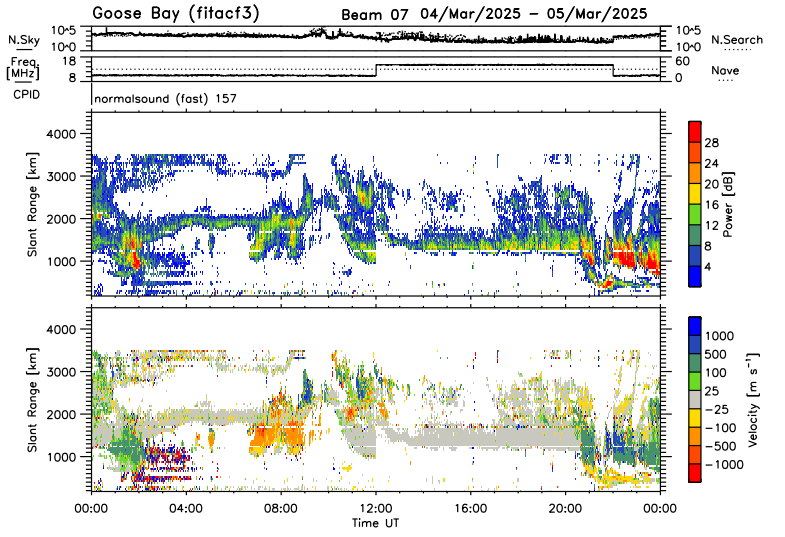 Goose Bay (fitacf3) Beam 07 04/Mar/2025 − 05/Mar/2025
N.Sky 10^5 10^0 10^5 10^0 N.Search
Freq. [MHz] 18 8 60 0 Nave
CPID normalsound (fast) 157
Slant Range [km]
4000
3000
2000
1000
Power [dB]
28
24
20
16
12
8
4
Slant Range [km]
4000
3000
2000
1000
Velocity [m s⁻¹]
1000
500
100
25
−25
−100
−500
−1000
00:00 04:00 08:00 12:00 16:00 20:00 00:00
Time UT